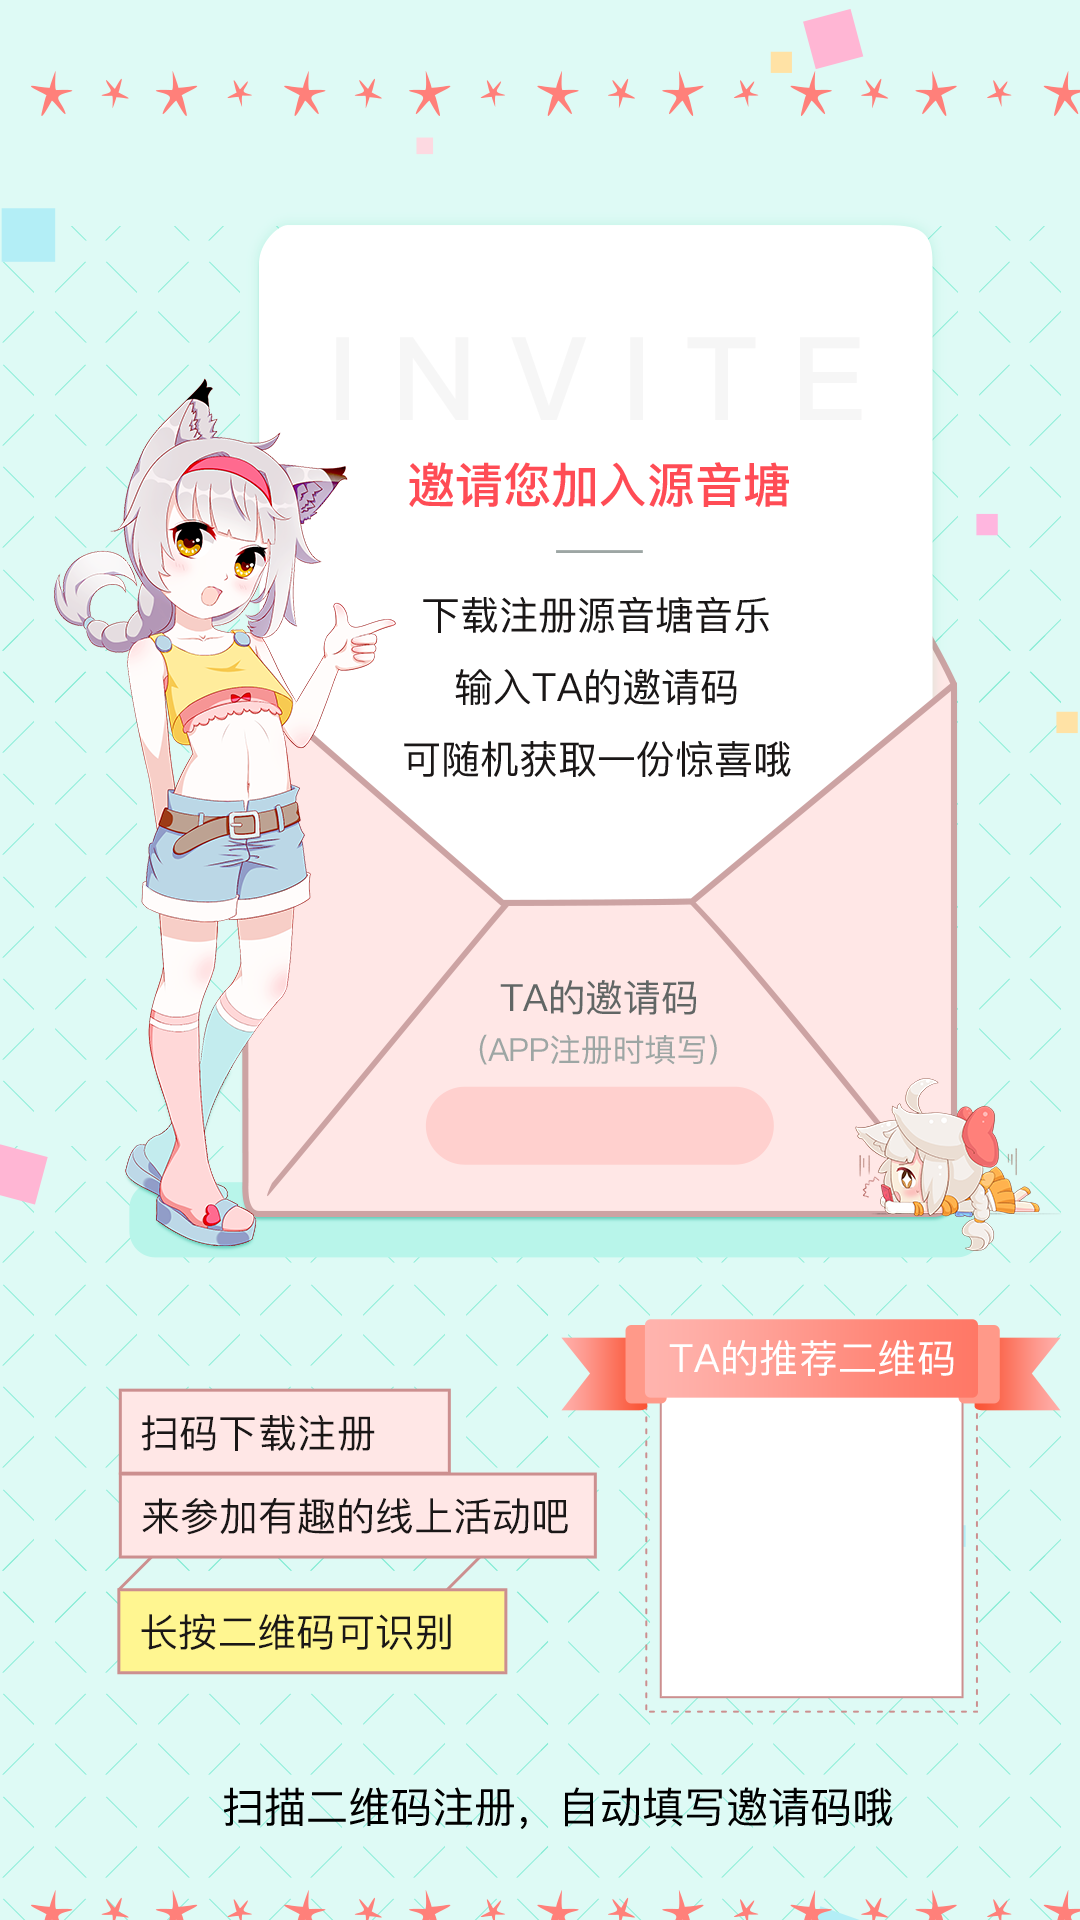 INVITE
邀请您加入源音塘
下载注册源音塘音乐
输入TA的邀请码
可随机获取一份惊喜哦
TA的邀请码
(APP注册时填写)
TA的推荐二维码
扫码下载注册
来参加有趣的线上活动吧
长按二维码可识别
扫描二维码注册，自动填写邀请码哦